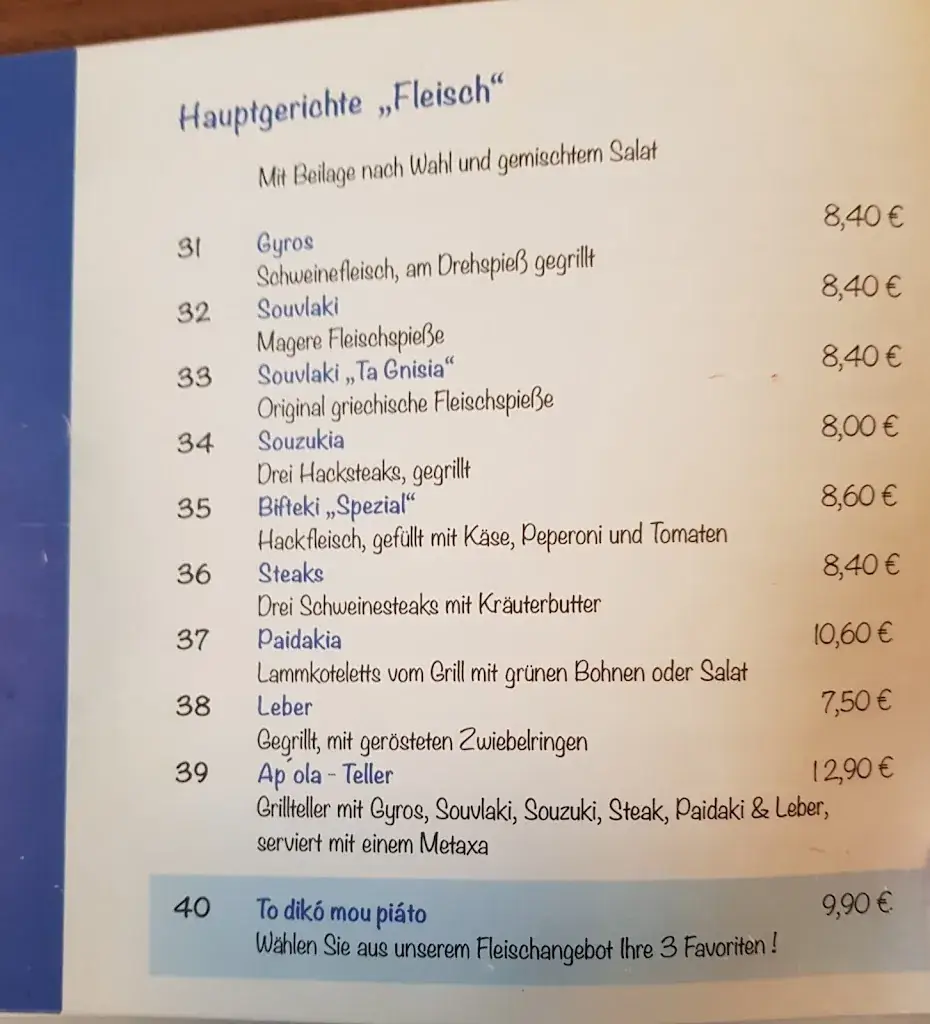 Hauptgerichte „Fleisch“
Mit Beilage nach Wahl und gemischtem Salat
31 Gyros 8,40 €
Schweinefleisch, am Drehspieß gegrillt
32 Souvlaki 8,40 €
Magere Fleischspieße
33 Souvlaki „Ta Gnisia“ 8,40 €
Original griechische Fleischspieße
34 Souzukia 8,00 €
Drei Hacksteaks, gegrillt
35 Bifteki „Spezial“ 8,60 €
Hackfleisch, gefüllt mit Käse, Peperoni und Tomaten
36 Steaks 8,40 €
Drei Schweinesteaks mit Kräuterbutter
37 Paidakia 10,60 €
Lammkoteletts vom Grill mit grünen Bohnen oder Salat
38 Leber 7,50 €
Gegrillt, mit gerösteten Zwiebelringen
39 Ap´ola - Teller 12,90 €
Grillteller mit Gyros, Souvlaki, Souzuki, Steak, Paidaki & Leber,
serviert mit einem Metaxa
40 To dikó mou piáto 9,90 €
Wählen Sie aus unserem Fleischangebot Ihre 3 Favoriten !